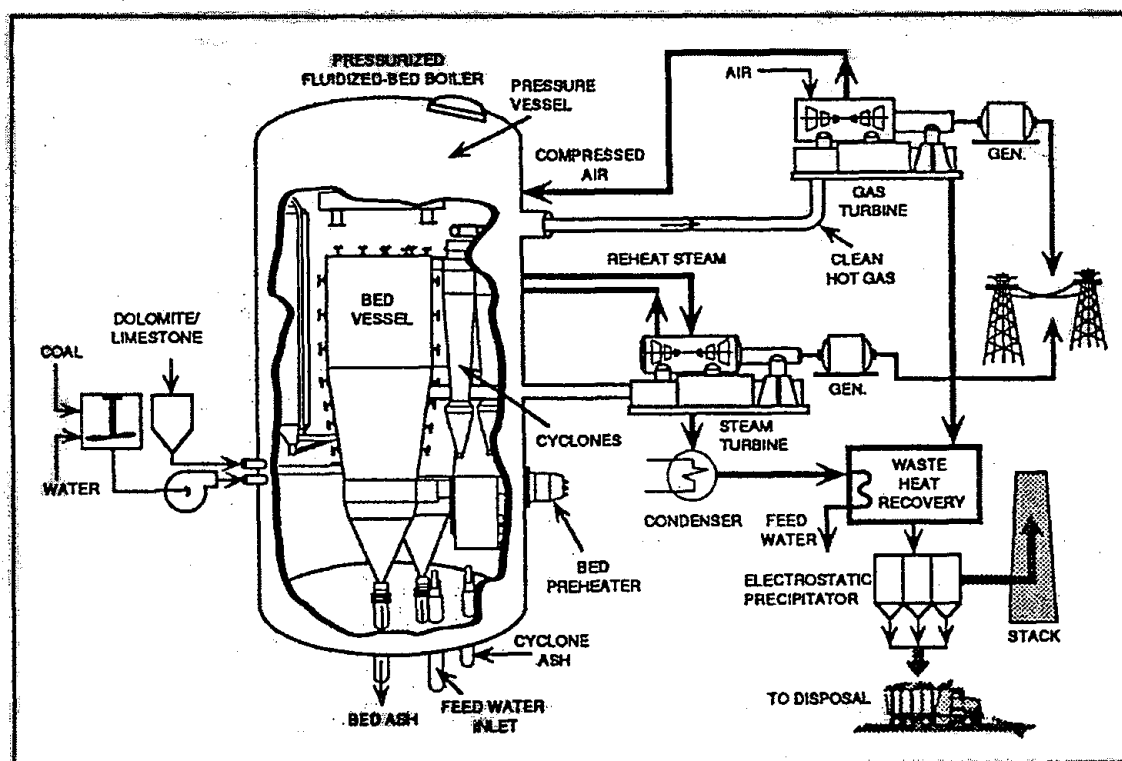 PRESSURIZED
FLUIDIZED-BED BOILER
PRESSURE
VESSEL
AIR
COMPRESSED
AIR
GEN.
GAS
TURBINE
CLEAN
HOT GAS
REHEAT STEAM
BED
VESSEL
DOLOMITE/
LIMESTONE
COAL
WATER
CYCLONES
GEN.
STEAM
TURBINE
CONDENSER
WASTE
HEAT
RECOVERY
FEED
WATER
BED
PREHEATER
ELECTROSTATIC
PRECIPITATOR
STACK
CYCLONE
ASH
BED ASH
FEED WATER
INLET
TO DISPOSAL